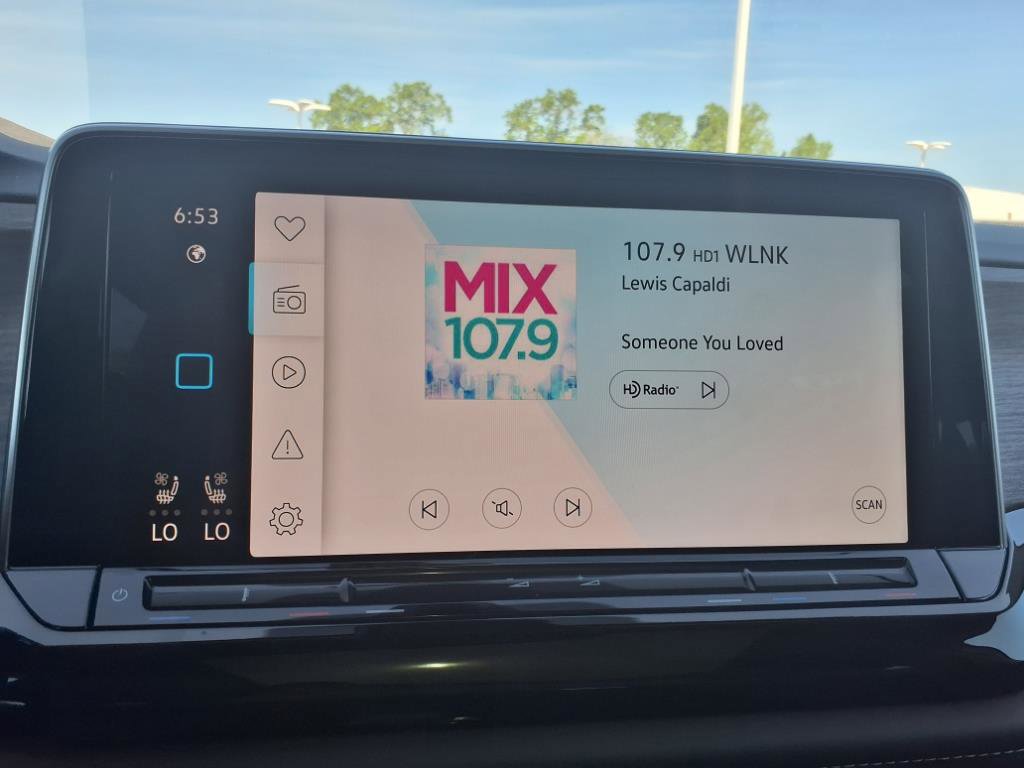 6:53
MIX
107.9
107.9 HD1 WLNK
Lewis Capaldi
Someone You Loved
HD Radio
SCAN
LO LO